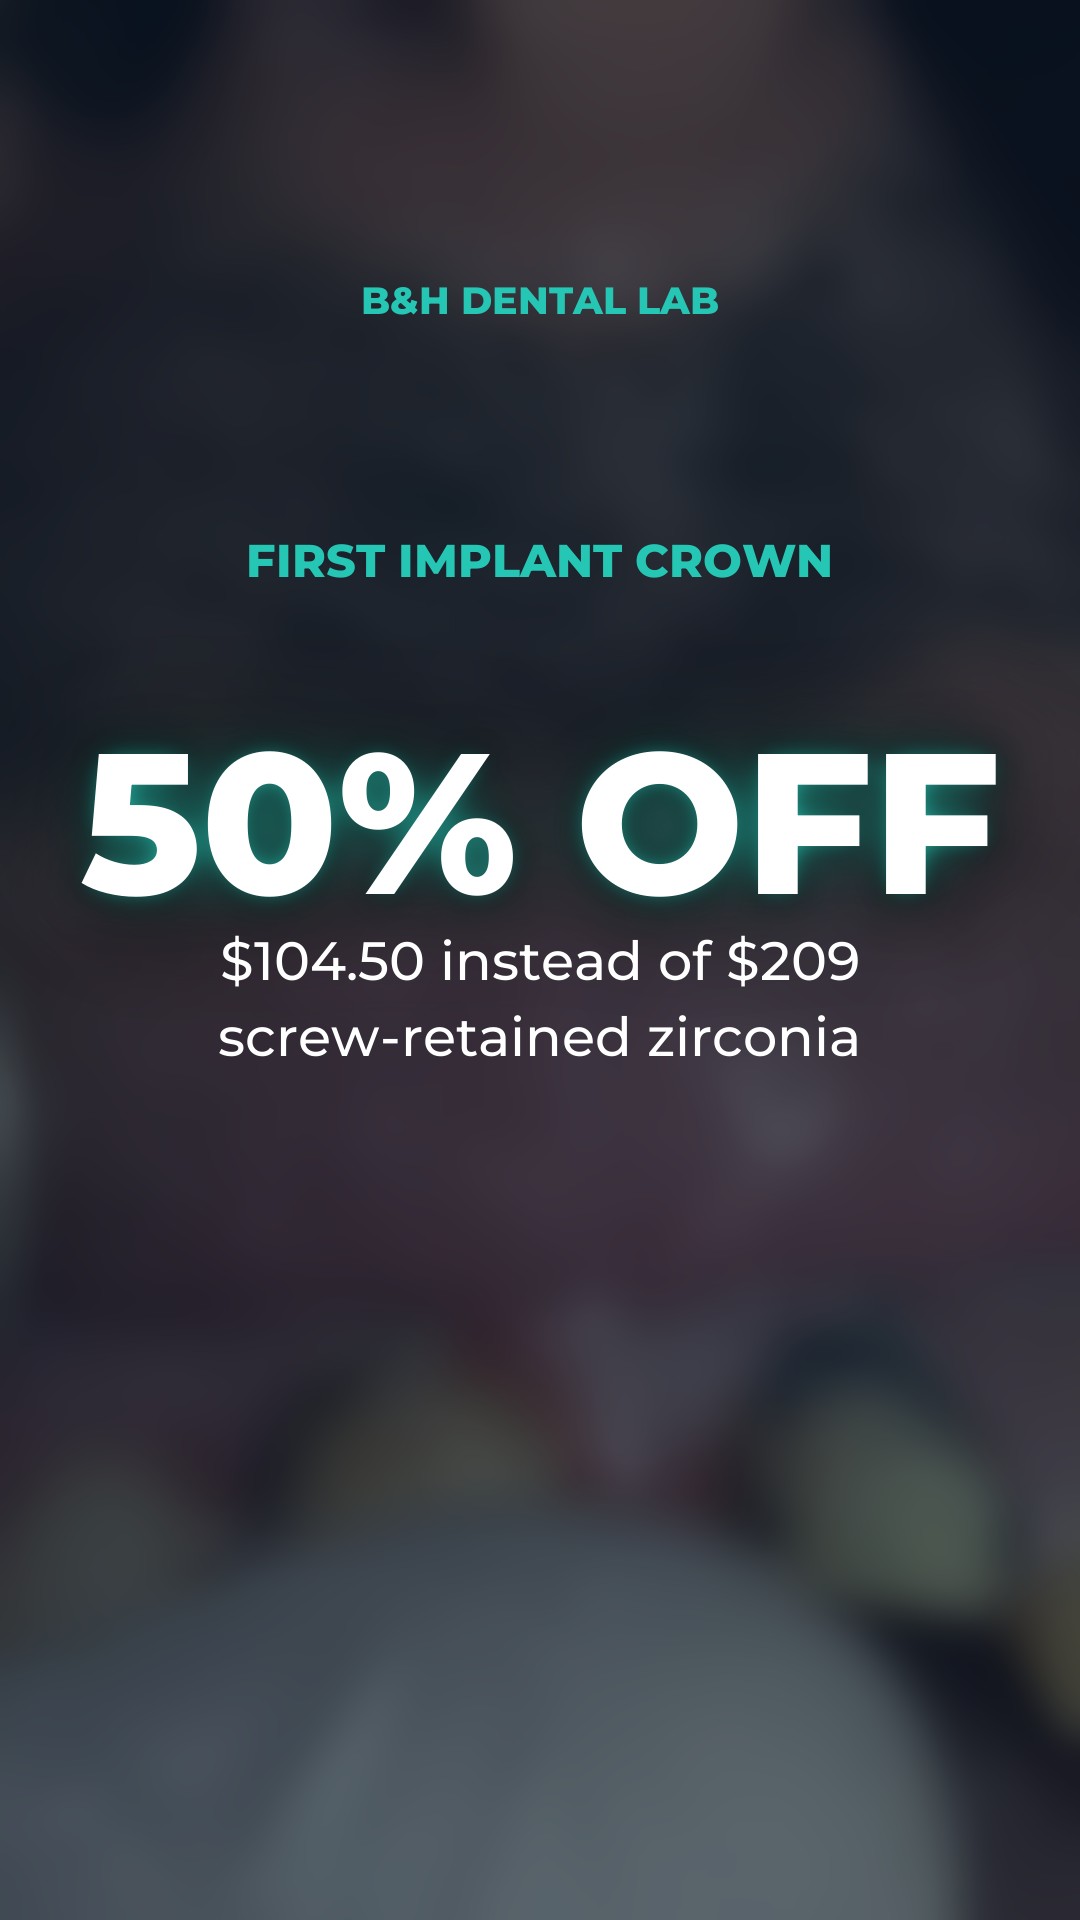 B&H DENTAL LAB
FIRST IMPLANT CROWN
50% OFF
$104.50 instead of $209
screw-retained zirconia